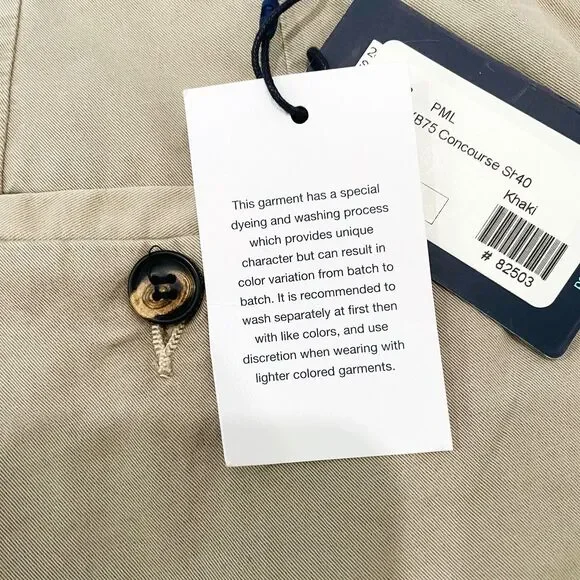 This garment has a special
dyeing and washing process
which provides unique
character but can result in
color variation from batch to
batch. It is recommended to
wash separately at first then
with like colors, and use
discretion when wearing with
lighter colored garments.
PML
B75 Concourse Sh40
Khaki
# 82503